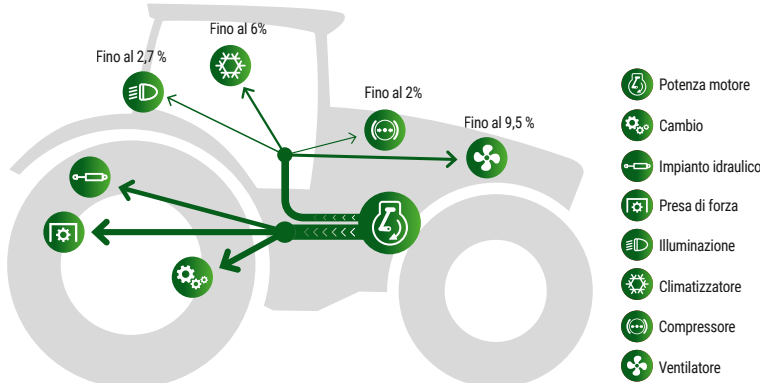 Fino al 6%
Fino al 2,7 %
Fino al 2%
Fino al 9,5 %
Potenza motore
Cambio
Impianto idraulico
Presa di forza
Illuminazione
Climatizzatore
Compressore
Ventilatore